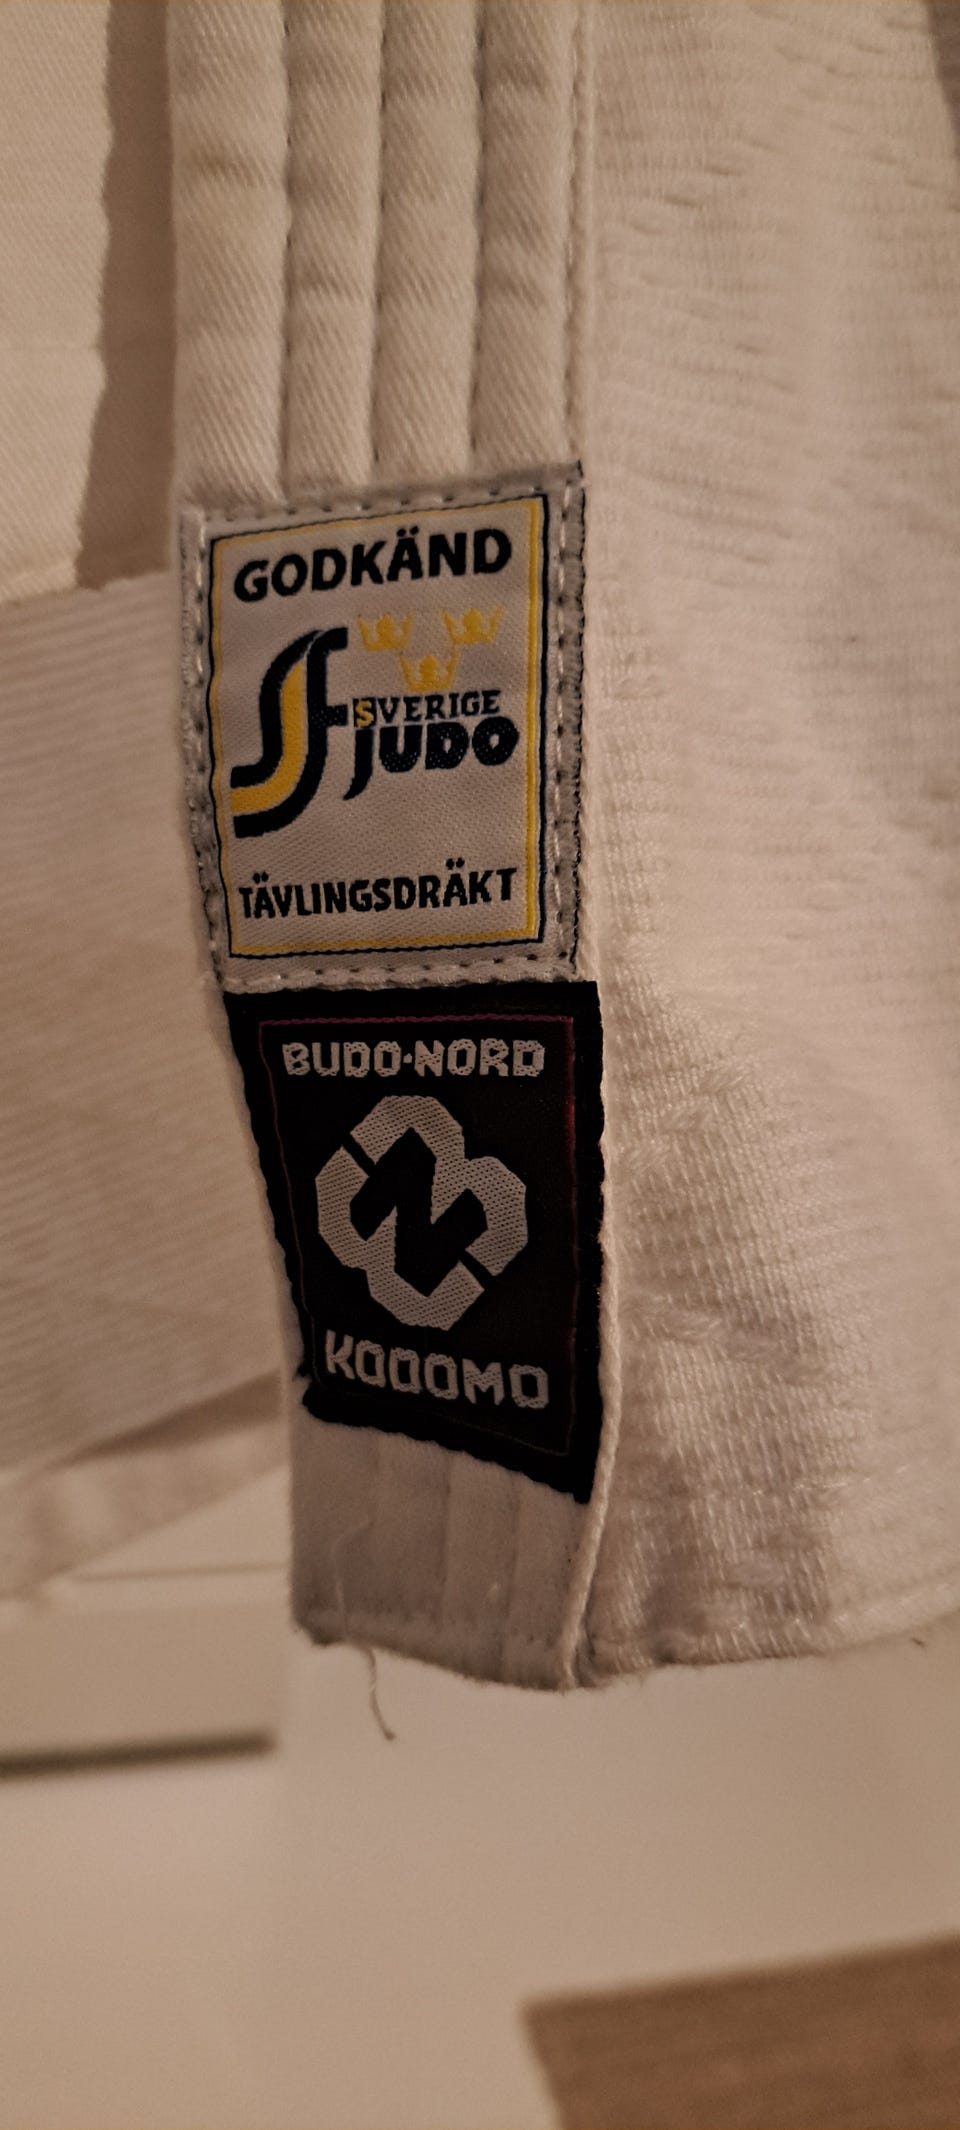 GODKÄND
SVERIGE
JUDO
TÄVLINGSDRÄKT
BUDO·NORD
KODOMO